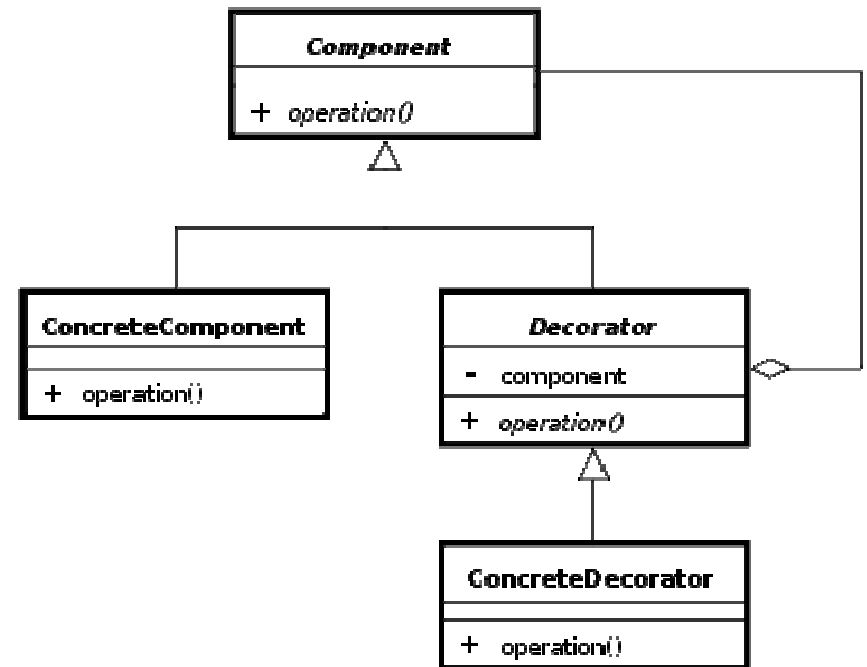 Component
+ operation()
ConcreteComponent
+ operation()
Decorator
- component
+ operation()
ConcreteDecorator
+ operation()